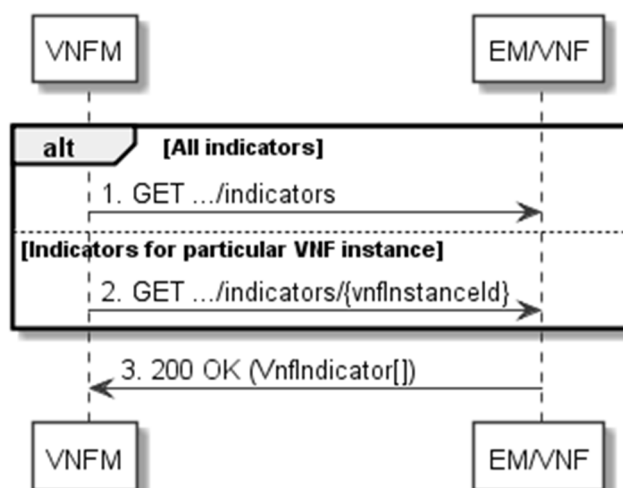 VNFM EM/VNF
alt [All indicators]
1. GET .../indicators
[Indicators for particular VNF instance]
2. GET .../indicators/{vnfInstanceId}
3. 200 OK (VnfIndicator[])
VNFM EM/VNF